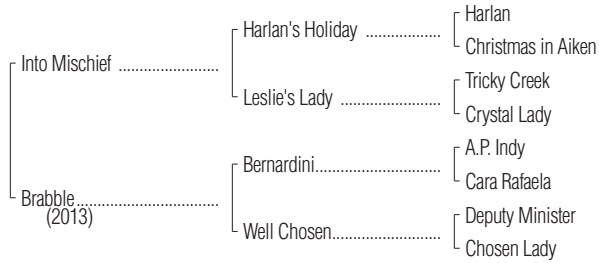 Harlan
Harlan's Holiday ..................
Christmas in Aiken
Into Mischief ........................
Tricky Creek
Leslie's Lady ........................
Crystal Lady
A.P. Indy
Bernardini..............................
Cara Rafaela
Brabble..................................
(2013)
Deputy Minister
Well Chosen..........................
Chosen Lady